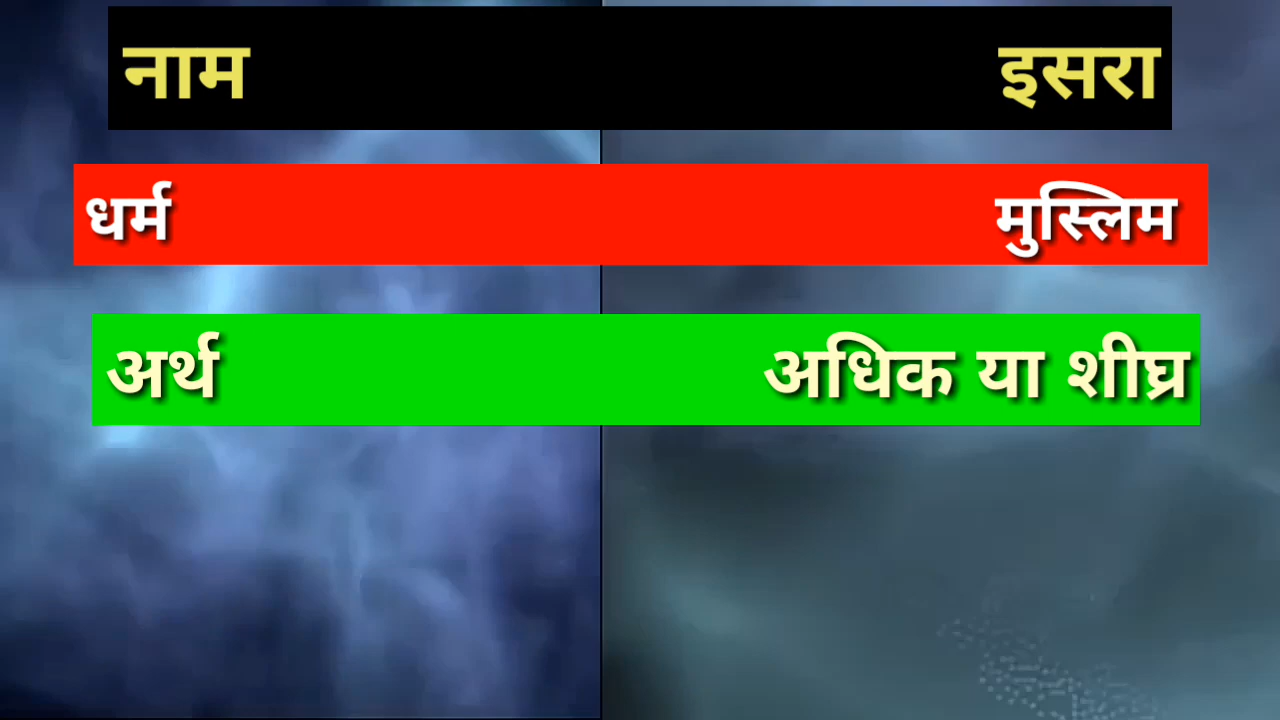 नाम इसरा
धर्म मुस्लिम
अर्थ अधिक या शीघ्र